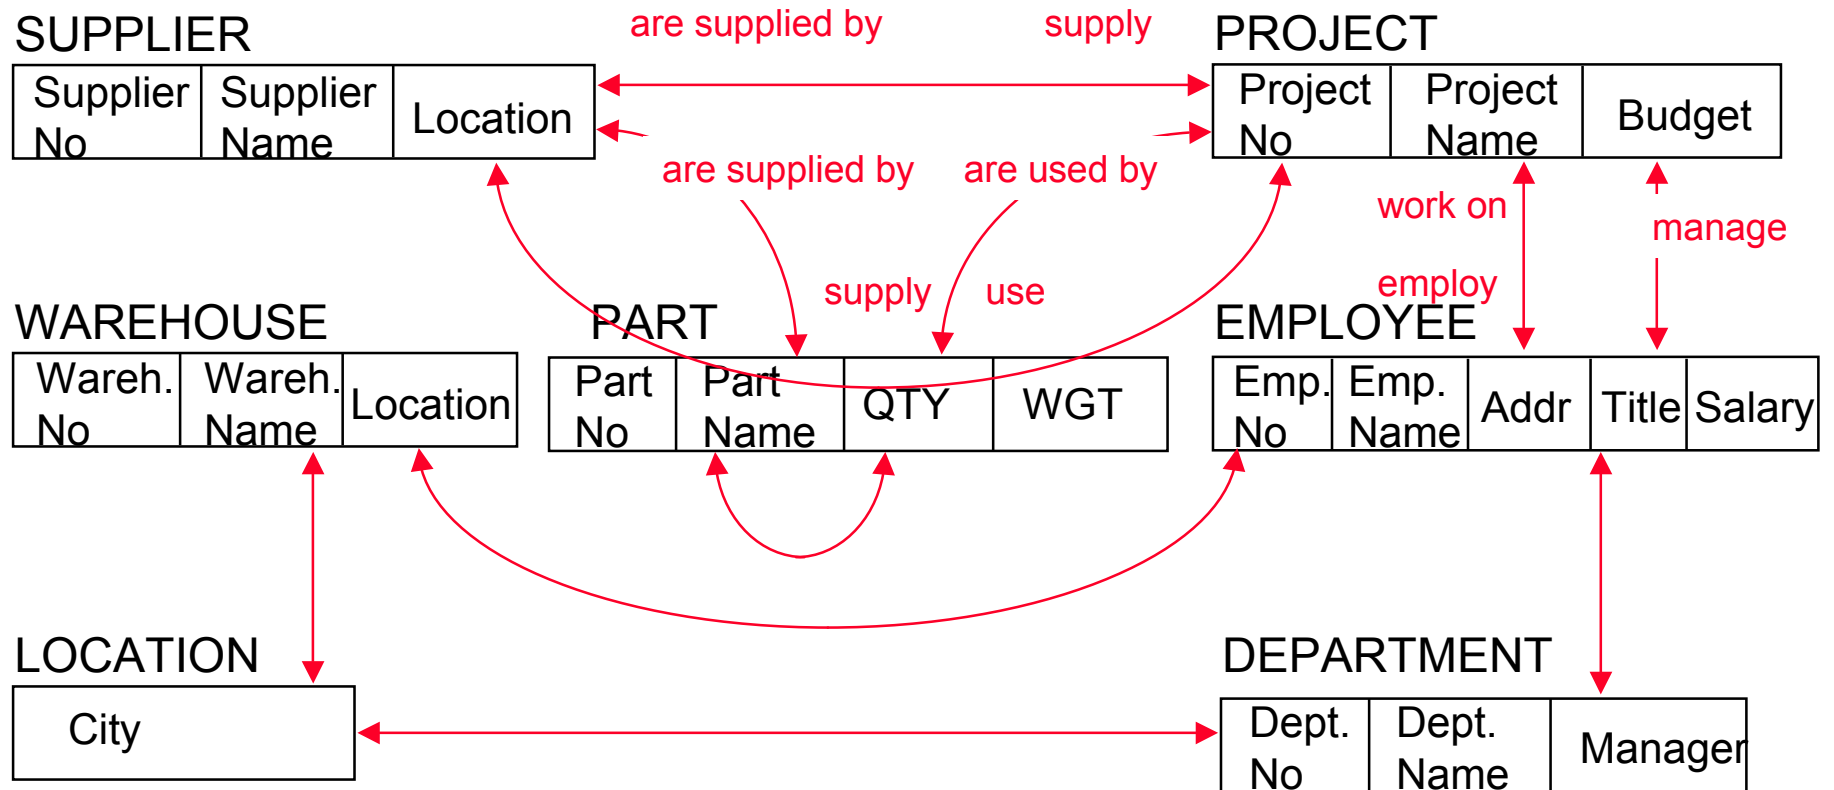 are supplied by supply
SUPPLIER PROJECT
Supplier Supplier Location Project Project Budget
No Name No Name
are supplied by are used by
work on
manage
employ
supply use
WAREHOUSE PART EMPLOYEE
Wareh. Wareh. Location Part Part QTY WGT Emp. Emp. Addr Title Salary
No Name No Name No Name
LOCATION DEPARTMENT
City Dept. Dept. Manager
No Name